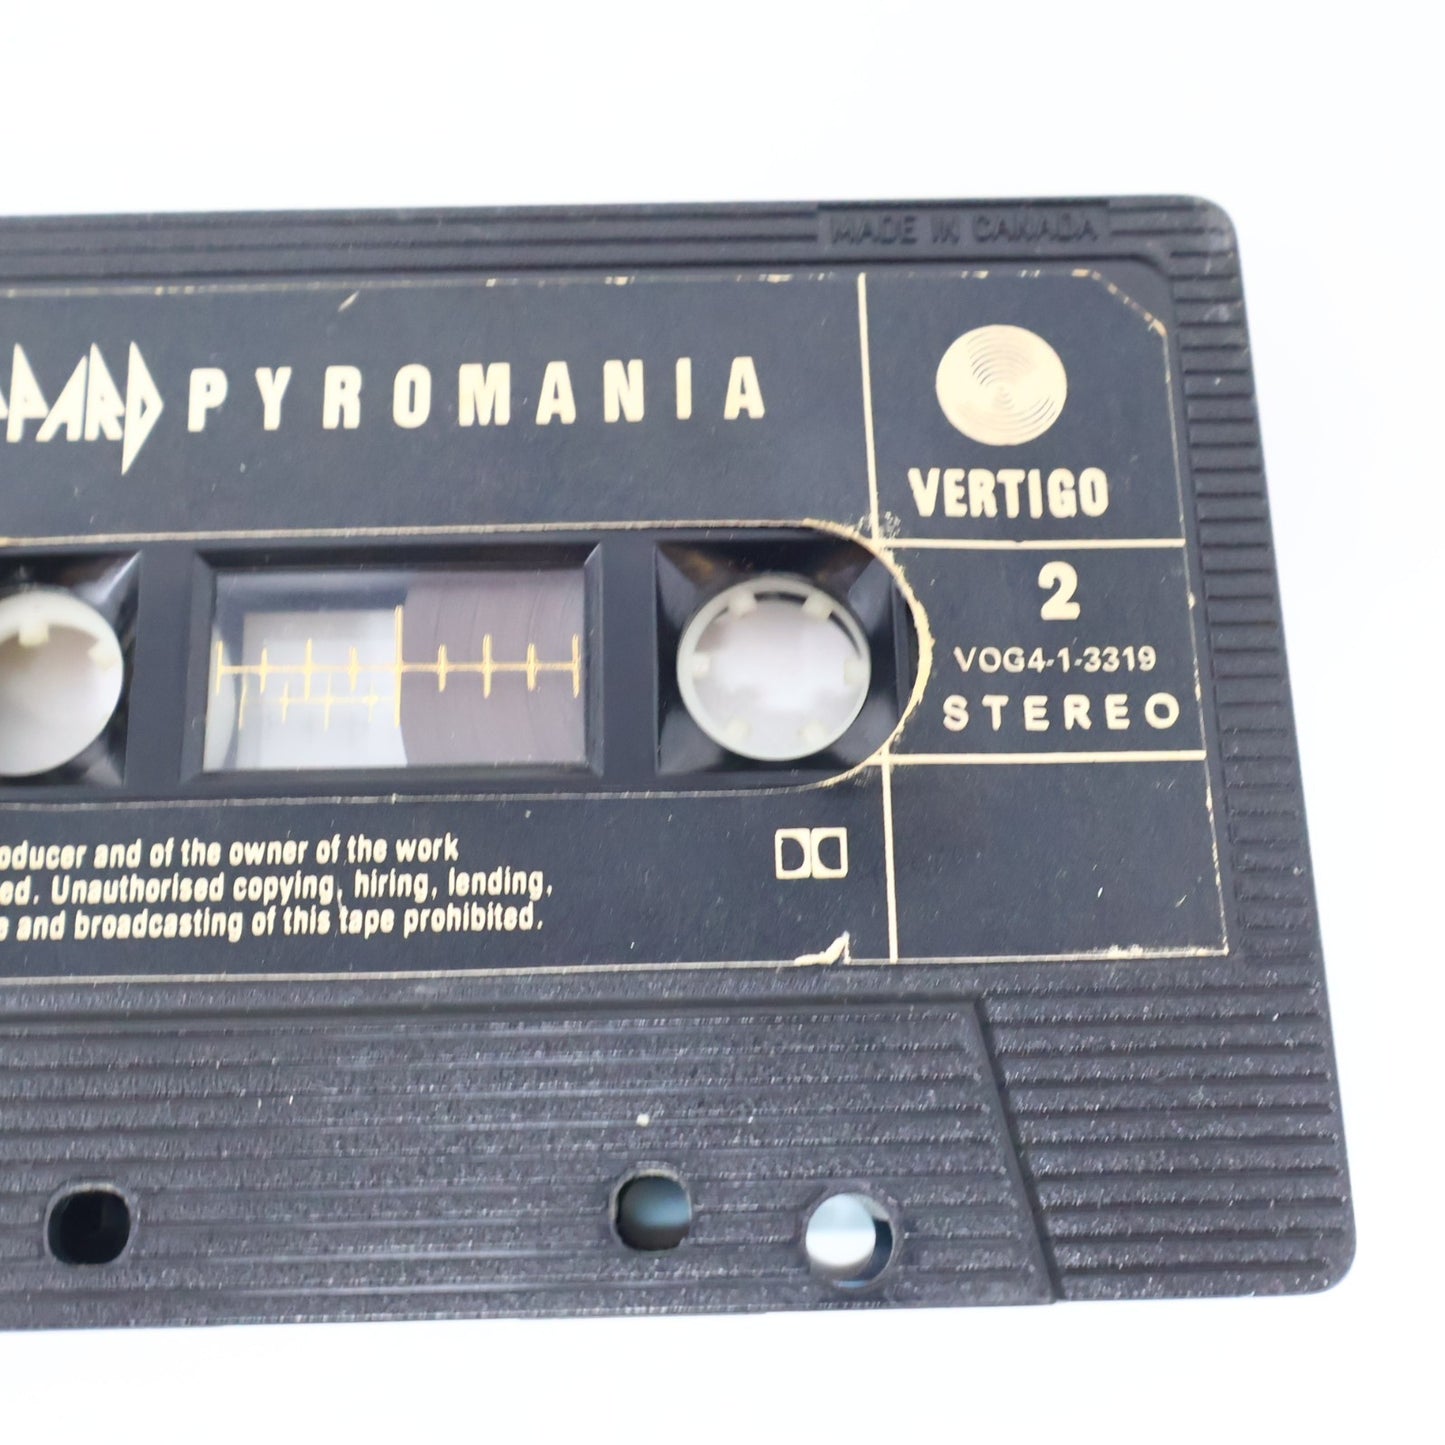 MADE IN CANADA
PPARD PYROMANIA
VERTIGO
2
VOG4-1-3319
STEREO
oducer and of the owner of the work
ed. Unauthorised copying, hiring, lending,
e and broadcasting of this tape prohibited.